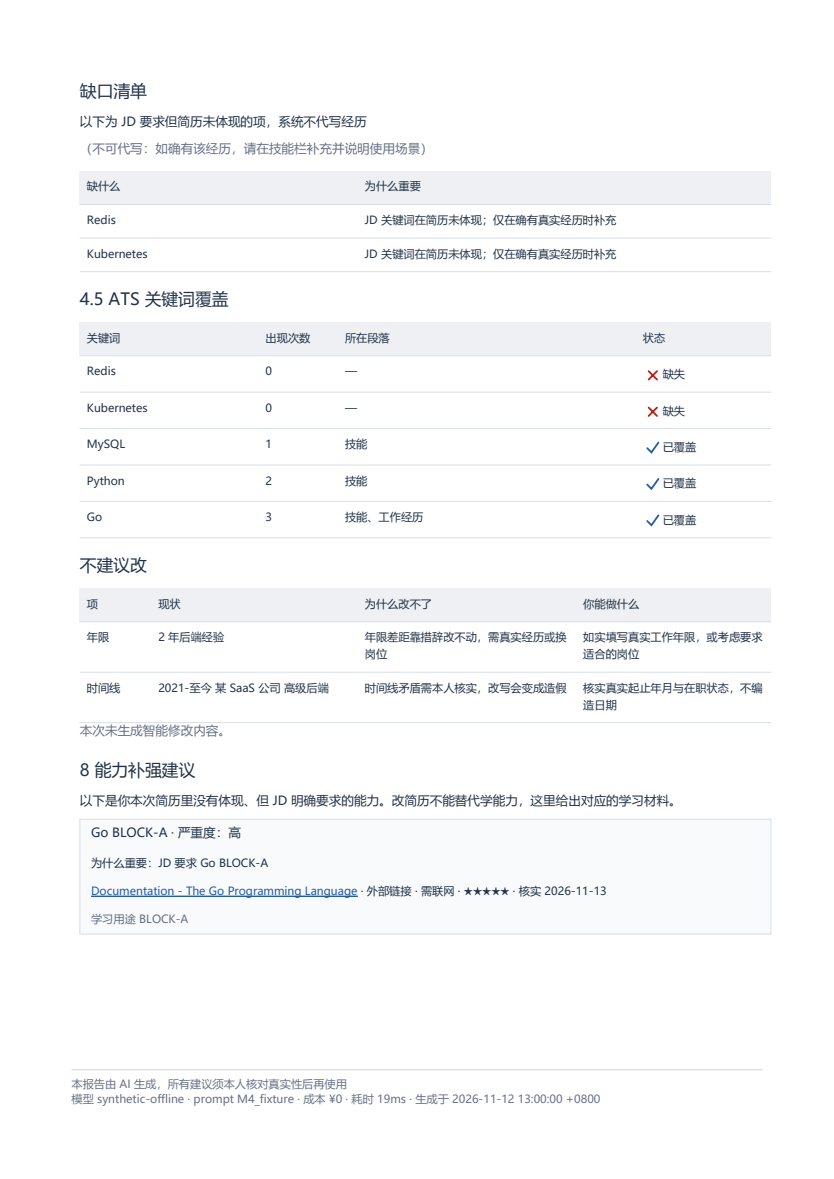 缺口清单
以下为 JD 要求但简历未体现的项，系统不代写经历
（不可代写：如确有该经历，请在技能栏补充并说明使用场景）
缺什么 为什么重要
Redis JD 关键词在简历未体现；仅在确有真实经历时补充
Kubernetes JD 关键词在简历未体现；仅在确有真实经历时补充
4.5 ATS 关键词覆盖
关键词 出现次数 所在段落 状态
Redis 0 — ✕ 缺失
Kubernetes 0 — ✕ 缺失
MySQL 1 技能 ✓ 已覆盖
Python 2 技能 ✓ 已覆盖
Go 3 技能、工作经历 ✓ 已覆盖
不建议改
项 现状 为什么改不了 你能做什么
年限 2 年后端经验 年限差距靠措辞改不动，需真实经历或换岗位 如实填写真实工作年限，或考虑要求适合的岗位
时间线 2021-至今 某 SaaS 公司 高级后端 时间线矛盾需本人核实，改写会变成造假 核实真实起止年月与在职状态，不编造日期
本次未生成智能修改内容。
8 能力补强建议
以下是你本次简历里没有体现、但 JD 明确要求的能力。改简历不能替代学能力，这里给出对应的学习材料。
Go BLOCK-A · 严重度：高
为什么重要：JD 要求 Go BLOCK-A
Documentation - The Go Programming Language · 外部链接 · 需联网 · ★★★★★ · 核实 2026-11-13
学习用途 BLOCK-A
本报告由 AI 生成，所有建议须本人核对真实性后再使用
模型 synthetic-offline · prompt M4_fixture · 成本 ¥0 · 耗时 19ms · 生成于 2026-11-12 13:00:00 +0800